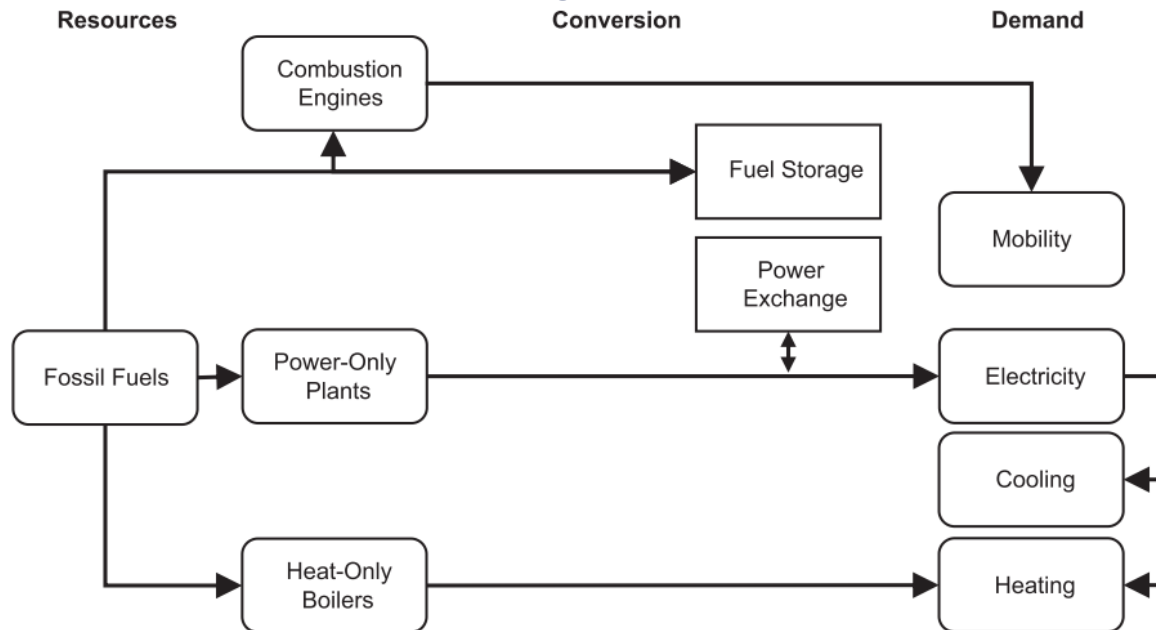 Resources
Conversion
Demand
Combustion
Engines
Fuel Storage
Mobility
Power
Exchange
Fossil Fuels
Power-Only
Plants
Electricity
Cooling
Heat-Only
Boilers
Heating